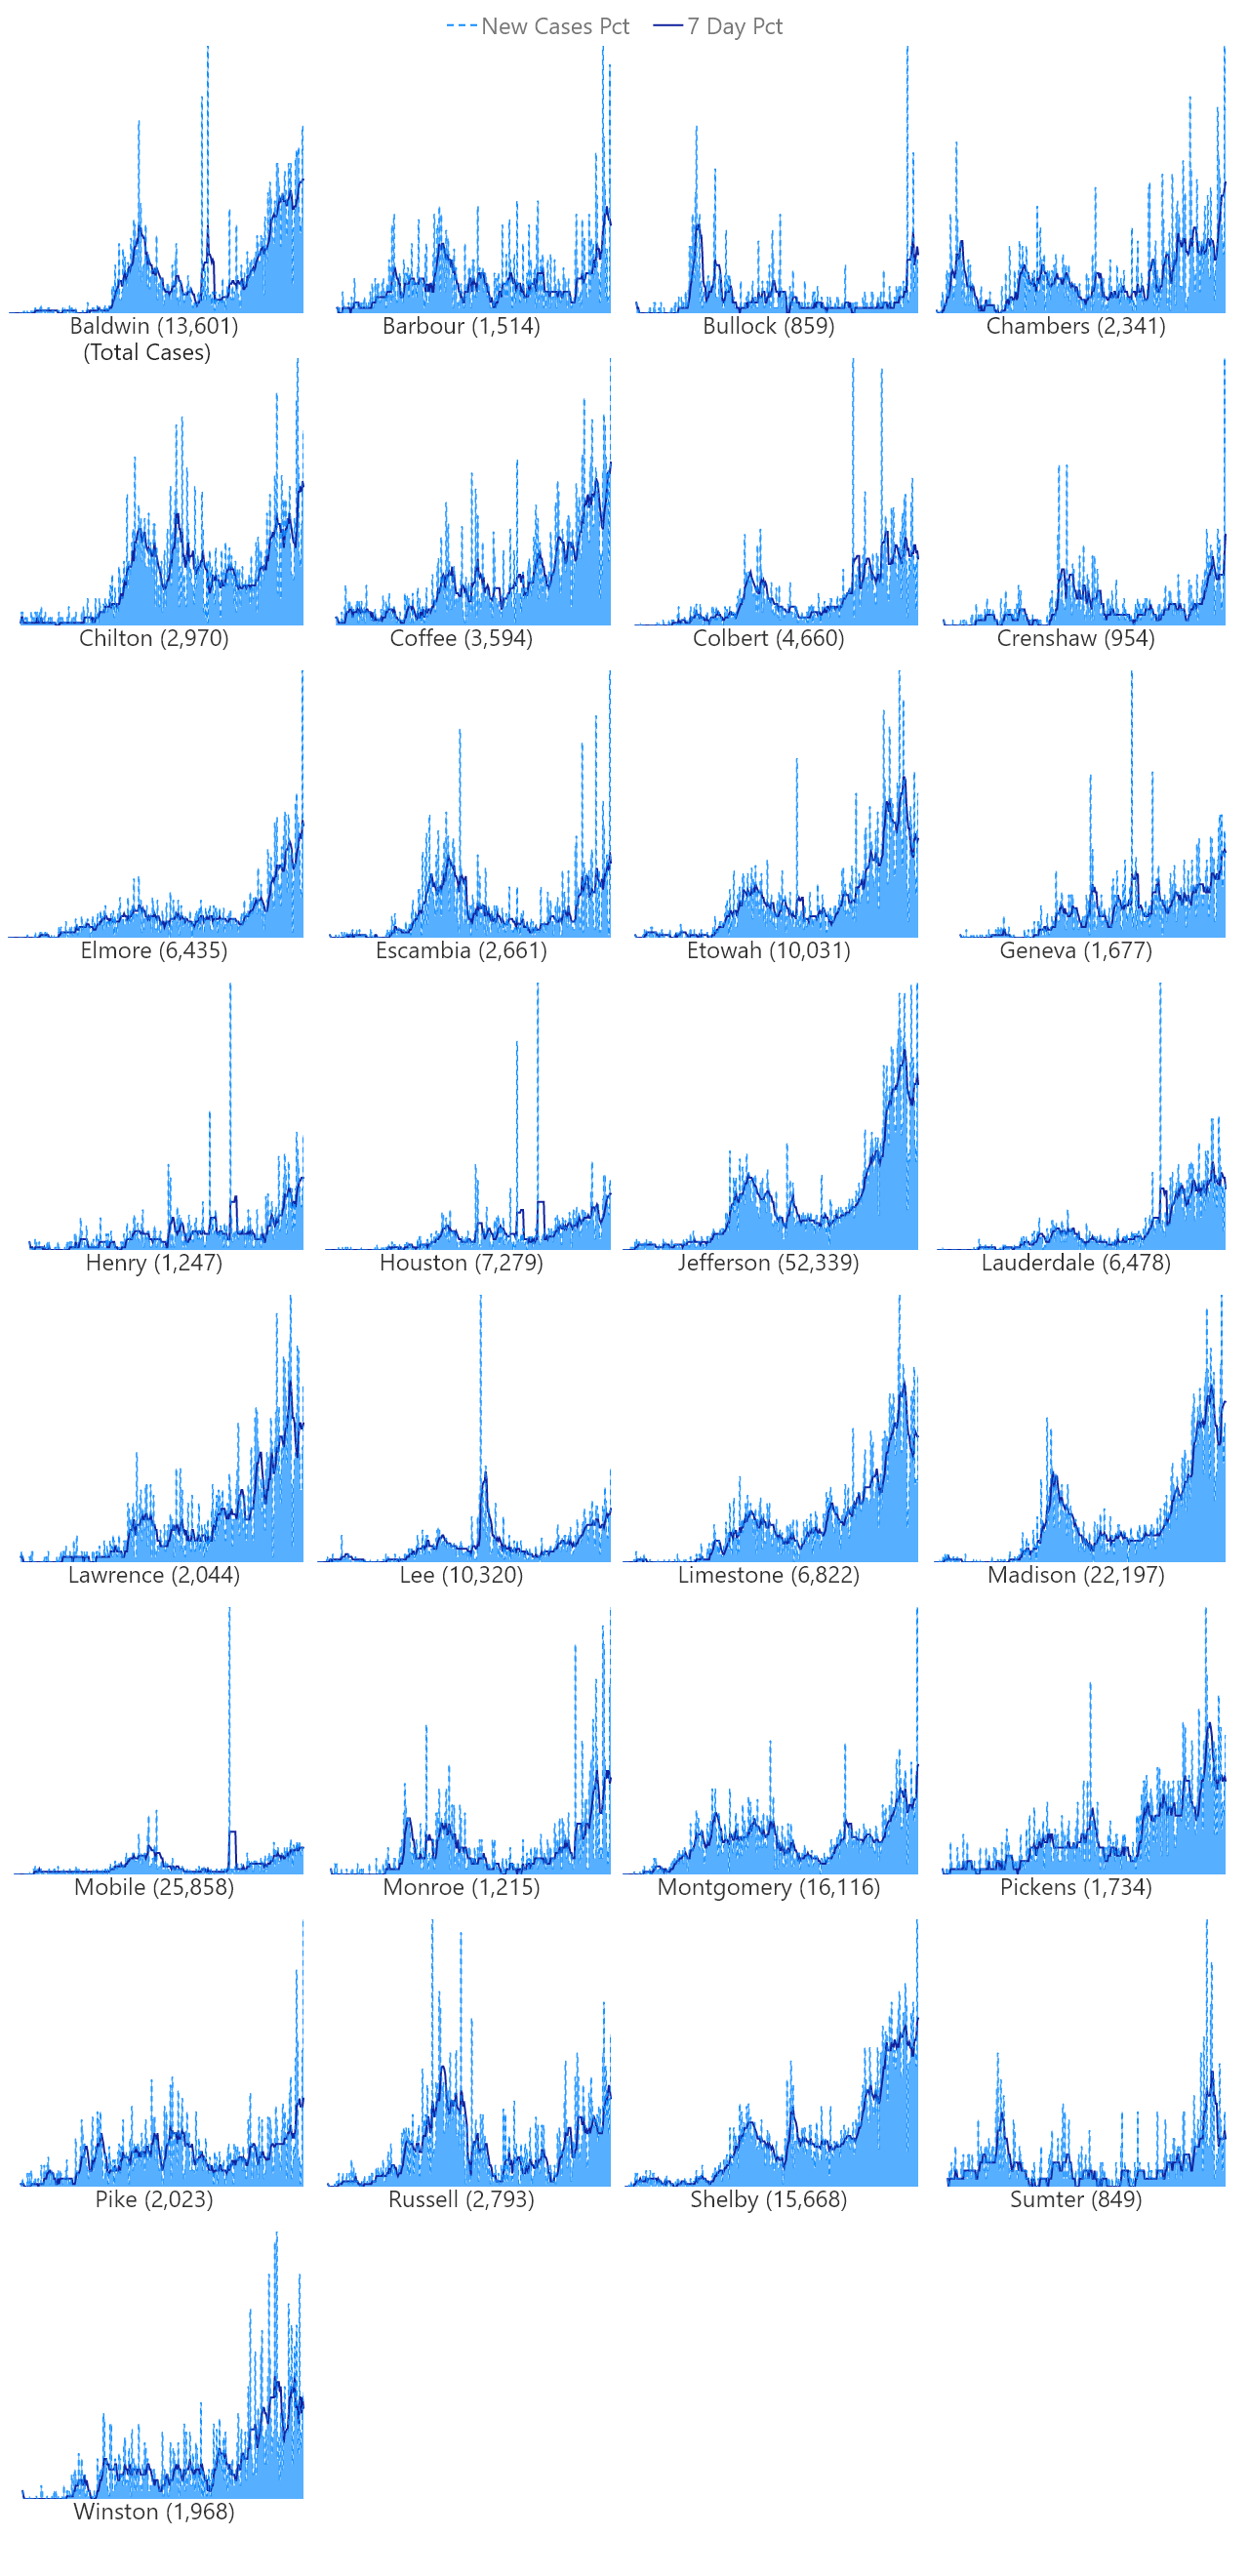 New Cases Pct 7 Day Pct
Baldwin (13,601) Barbour (1,514) Bullock (859) Chambers (2,341)
(Total Cases)
Chilton (2,970) Coffee (3,594) Colbert (4,660) Crenshaw (954)
Elmore (6,435) Escambia (2,661) Etowah (10,031) Geneva (1,677)
Henry (1,247) Houston (7,279) Jefferson (52,339) Lauderdale (6,478)
Lawrence (2,044) Lee (10,320) Limestone (6,822) Madison (22,197)
Mobile (25,858) Monroe (1,215) Montgomery (16,116) Pickens (1,734)
Pike (2,023) Russell (2,793) Shelby (15,668) Sumter (849)
Winston (1,968)